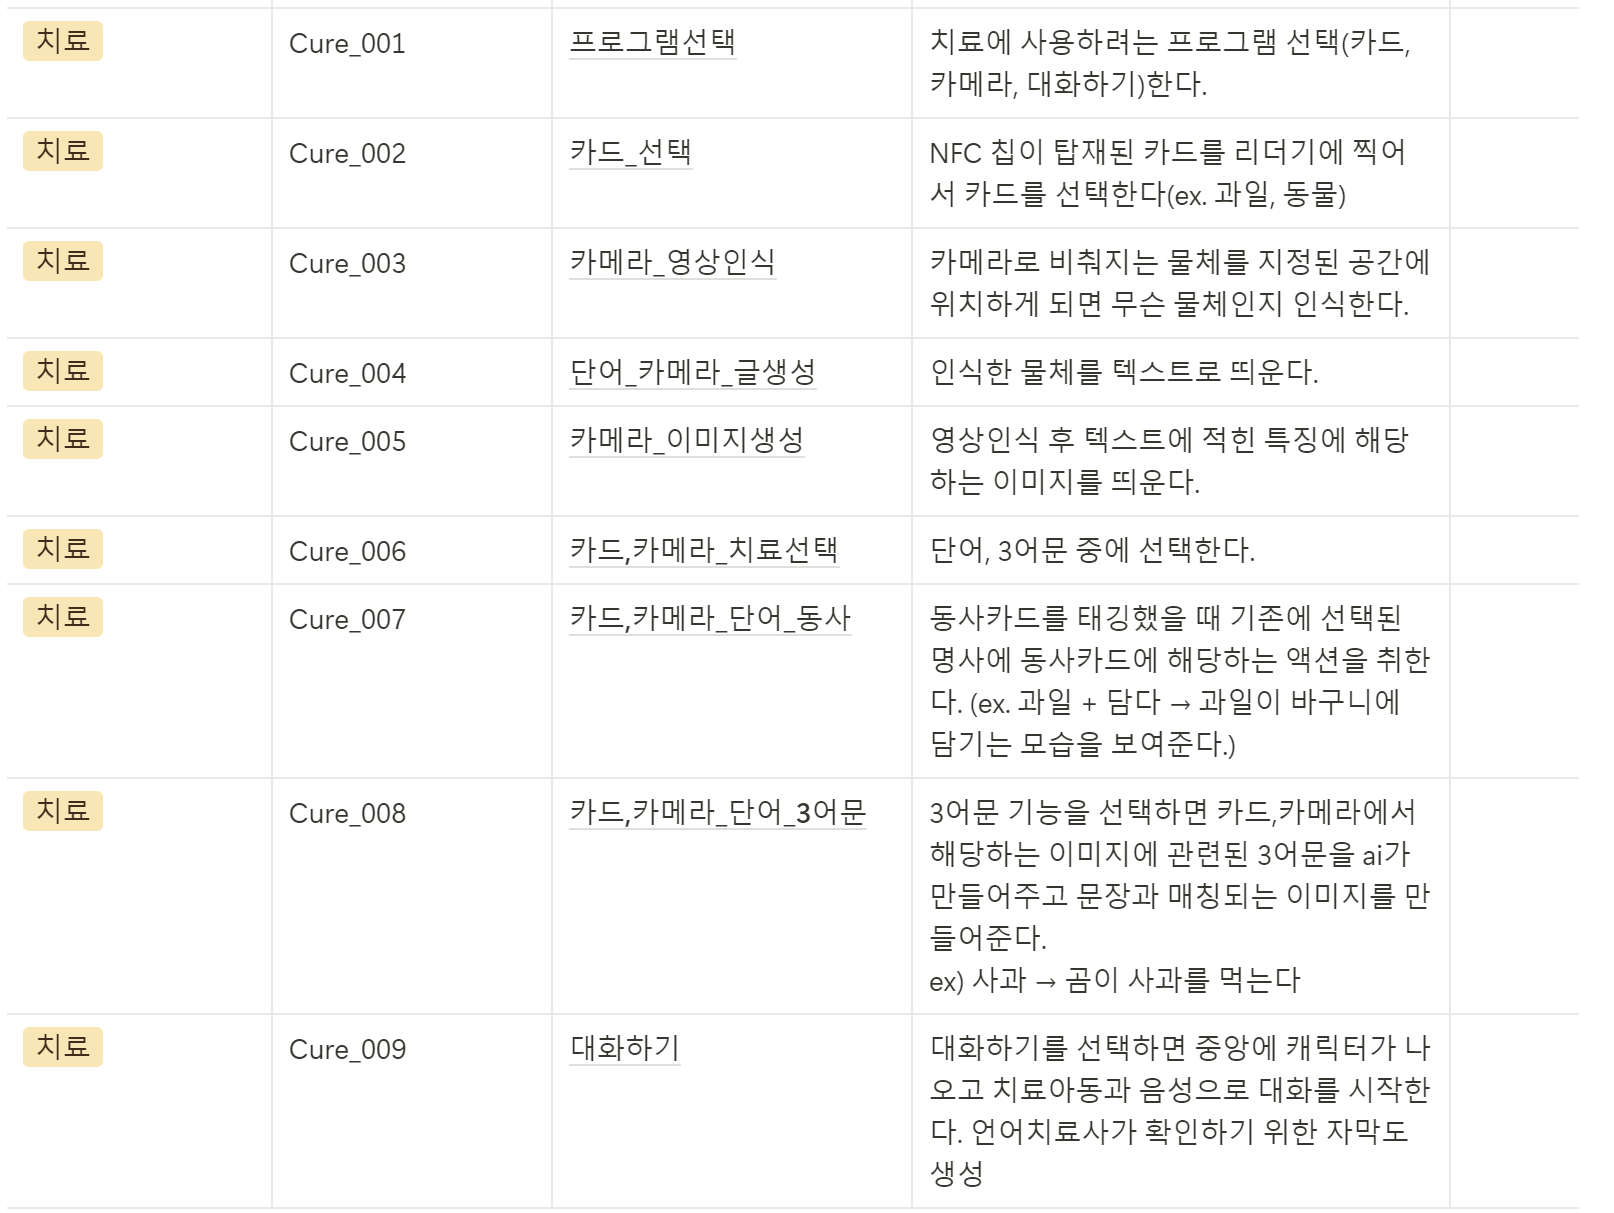 치료 Cure_001 프로그램선택 치료에 사용하려는 프로그램 선택(카드,
카메라, 대화하기)한다.
치료 Cure_002 카드_선택 NFC 칩이 탑재된 카드를 리더기에 찍어
서 카드를 선택한다(ex. 과일, 동물)
치료 Cure_003 카메라_영상인식 카메라로 비춰지는 물체를 지정된 공간에
위치하게 되면 무슨 물체인지 인식한다.
치료 Cure_004 단어_카메라_글생성 인식한 물체를 텍스트로 띄운다.
치료 Cure_005 카메라_이미지생성 영상인식 후 텍스트에 적힌 특징에 해당
하는 이미지를 띄운다.
치료 Cure_006 카드,카메라_치료선택 단어, 3어문 중에 선택한다.
치료 Cure_007 카드,카메라_단어_동사 동사카드를 태깅했을 때 기존에 선택된
명사에 동사카드에 해당하는 액션을 취한
다. (ex. 과일 + 담다 → 과일이 바구니에
담기는 모습을 보여준다.)
치료 Cure_008 카드,카메라_단어_3어문 3어문 기능을 선택하면 카드,카메라에서
해당하는 이미지에 관련된 3어문을 ai가
만들어주고 문장과 매칭되는 이미지를 만
들어준다.
ex) 사과 → 곰이 사과를 먹는다
치료 Cure_009 대화하기 대화하기를 선택하면 중앙에 캐릭터가 나
오고 치료아동과 음성으로 대화를 시작한
다. 언어치료사가 확인하기 위한 자막도
생성